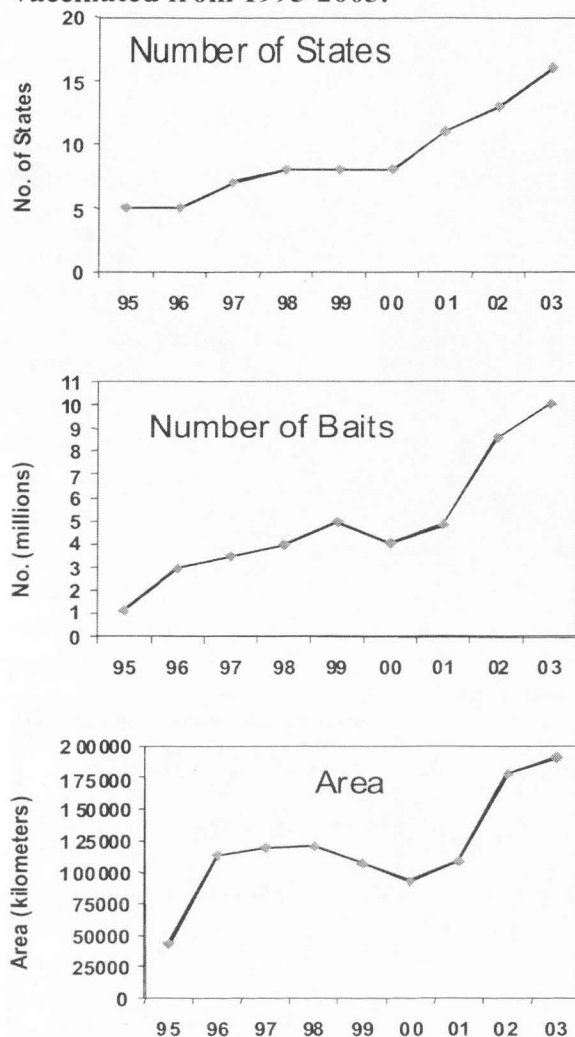 vaccinated from 1995-2003.
Number of States
No. of States
20
15
10
5
0
95 96 97 98 99 00 01 02 03
Number of Baits
No. (millions)
11
10
9
8
7
6
5
4
3
2
1
0
95 96 97 98 99 00 01 02 03
Area
Area (kilometers)
200000
175000
150000
125000
100000
75000
50000
25000
0
95 96 97 98 99 00 01 02 03